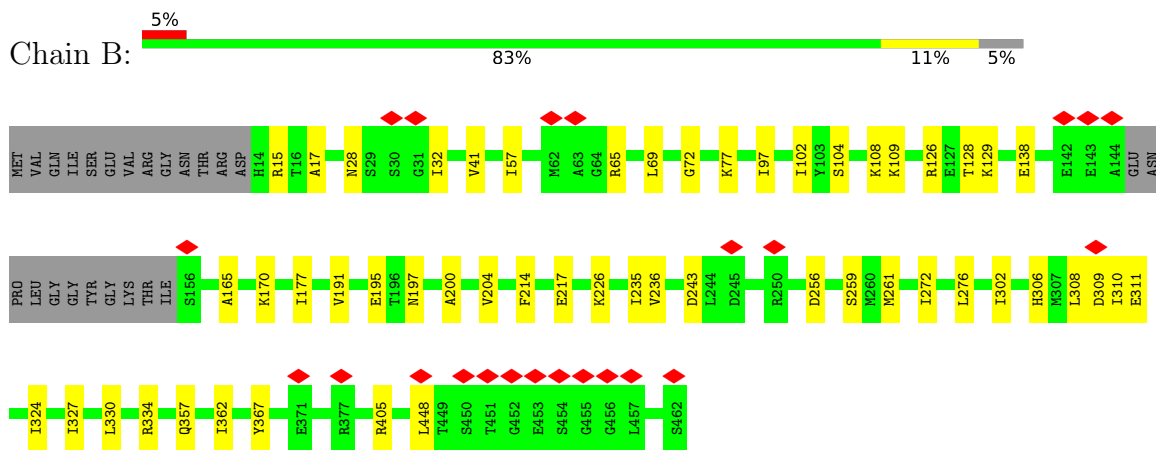 5%
Chain B:
83% 11% 5%
MET VAL GLN ILE SER GLU VAL ARG GLY ASN THR ARG ASP H14 R15 T16 A17 N28 S29 S30 G31 I32 V41 I57 M62 A63 G64 R65 L69 G72 K77 I97 I102 Y103 S104 K108 K109 R126 E127 T128 K129 E138 E142 E143 A144 GLU ASN
PRO LEU GLY GLY TYR GLY LYS THR ILE S156 A165 K170 I177 V191 E195 T196 N197 A200 V204 F214 E217 K226 I235 V236 D243 L244 D245 R250 D256 S259 M260 M261 I272 L276 I302 H306 M307 L308 D309 I310 E311
I324 I327 L330 R334 Q357 I362 Y367 E371 R377 R405 L448 T449 S450 T451 G452 E453 S454 G455 G456 L457 S462